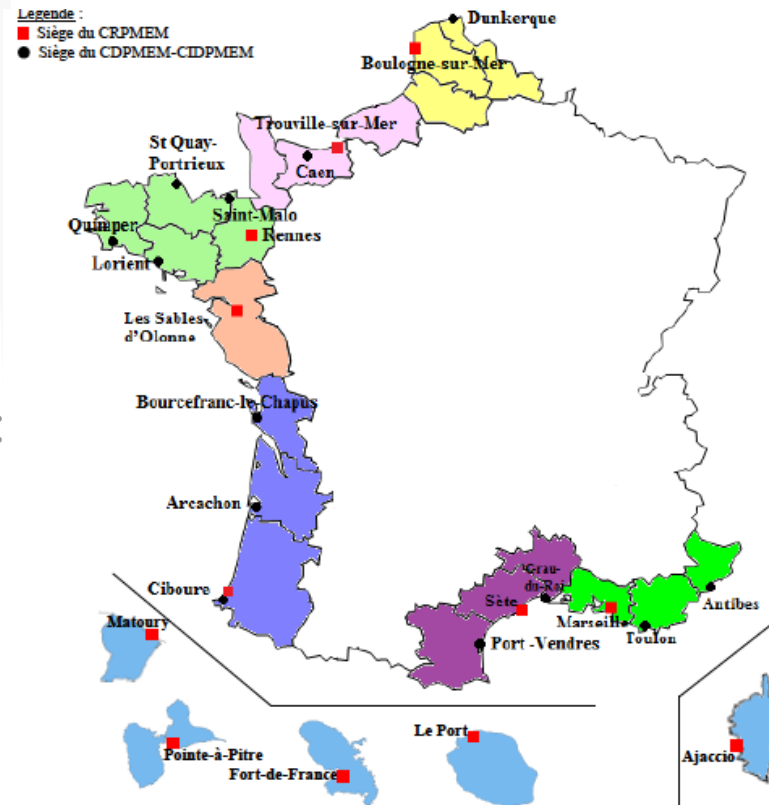 Legende :
Siège du CRPMEM
Siège du CDPMEM-CIDPMEM
Dunkerque
Boulogne-sur-Mer
Trouville-sur-Mer
St Quay-
Portrieux
Caen
Saint-Malo
Quimper
Rennes
Lorient
Les Sables-
d'Olonne
Bourcefranc-le-Chapus
Arcachon
Ciboure
Grau-
du-Roi
Sète
Marseille
Antibes
Toulon
Port -Vendres
Matoury
Pointe-à-Pitre
Fort-de-France
Le Port
Ajaccio